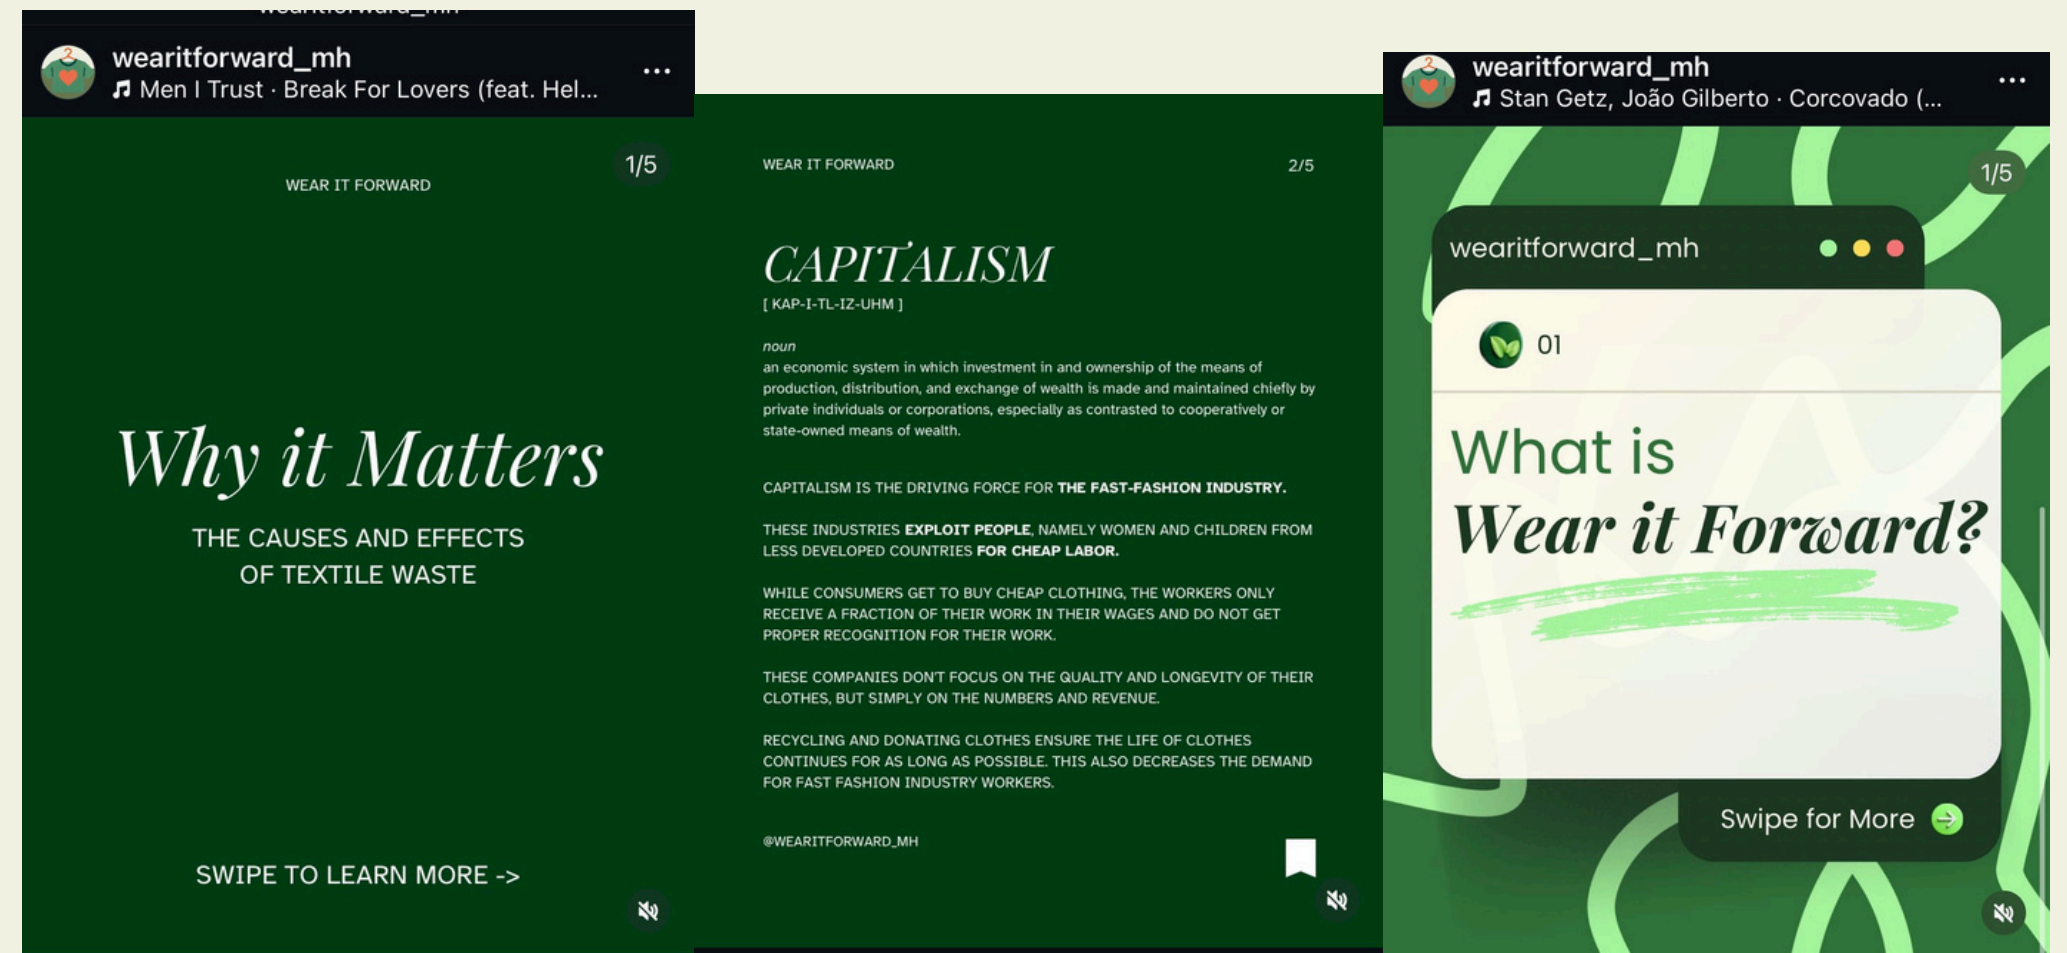 wearitforward_mh
wearitforward_mh
Men I Trust · Break For Lovers (feat. Hel...
1/5
WEAR IT FORWARD
Why it Matters
THE CAUSES AND EFFECTS
OF TEXTILE WASTE
SWIPE TO LEARN MORE ->
WEAR IT FORWARD
2/5
CAPITALISM
[ KAP-I-TL-IZ-UHM ]
noun
an economic system in which investment in and ownership of the means of
production, distribution, and exchange of wealth is made and maintained chiefly by
private individuals or corporations, especially as contrasted to cooperatively or
state-owned means of wealth.
CAPITALISM IS THE DRIVING FORCE FOR THE FAST-FASHION INDUSTRY.
THESE INDUSTRIES EXPLOIT PEOPLE, NAMELY WOMEN AND CHILDREN FROM
LESS DEVELOPED COUNTRIES FOR CHEAP LABOR.
WHILE CONSUMERS GET TO BUY CHEAP CLOTHING, THE WORKERS ONLY
RECEIVE A FRACTION OF THEIR WORK IN THEIR WAGES AND DO NOT GET
PROPER RECOGNITION FOR THEIR WORK.
THESE COMPANIES DON'T FOCUS ON THE QUALITY AND LONGEVITY OF THEIR
CLOTHES, BUT SIMPLY ON THE NUMBERS AND REVENUE.
RECYCLING AND DONATING CLOTHES ENSURE THE LIFE OF CLOTHES
CONTINUES FOR AS LONG AS POSSIBLE. THIS ALSO DECREASES THE DEMAND
FOR FAST FASHION INDUSTRY WORKERS.
@WEARITFORWARD_MH
wearitforward_mh
Stan Getz, João Gilberto · Corcovado (...
1/5
wearitforward_mh
01
What is
Wear it Forward?
Swipe for More